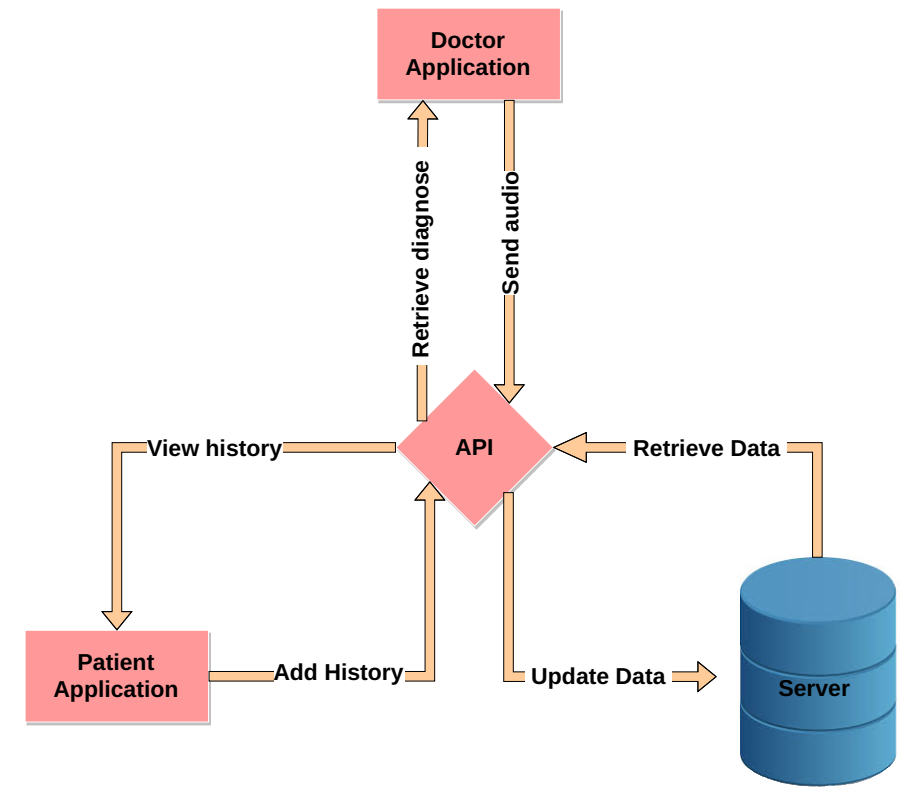 Doctor
Application
Retrieve diagnose
Send audio
API
View history
Retrieve Data
Patient
Application
Add History
Update Data
Server